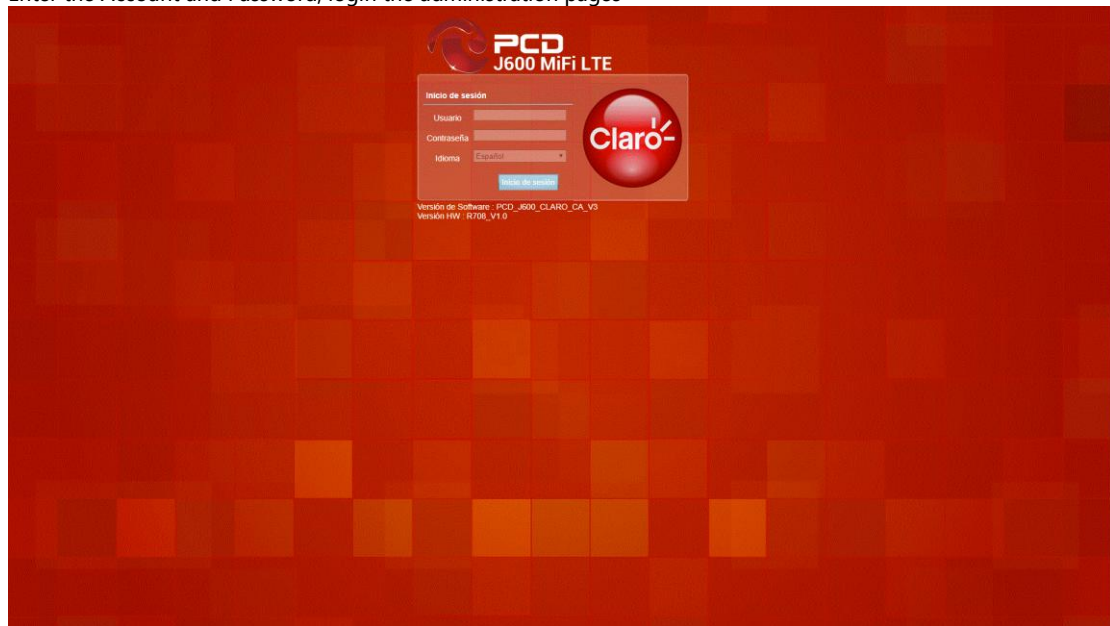 Enter the Account and Password, login the administration pages
PCD
J600 MiFi LTE
Inicio de sesión
Usuario
Contraseña
Idioma
Español
Inicio de sesión
Claro
Versión de Software : PCD_J600_CLARO_CA_V3
Versión HW : R708_V1.0